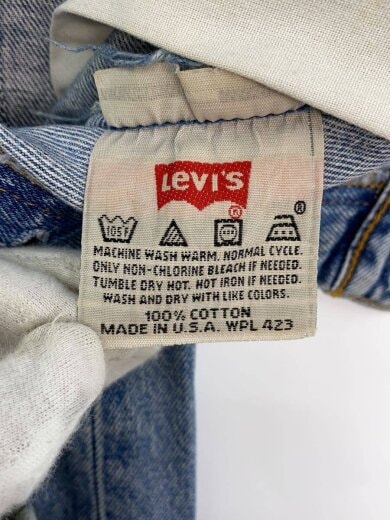 Levi's
®
105F ®
MACHINE WASH WARM. NORMAL CYCLE.
ONLY NON-CHLORINE BLEACH IF NEEDED.
TUMBLE DRY HOT. HOT IRON IF NEEDED.
WASH AND DRY WITH LIKE COLORS.
100% COTTON
MADE IN U.S.A. WPL 423